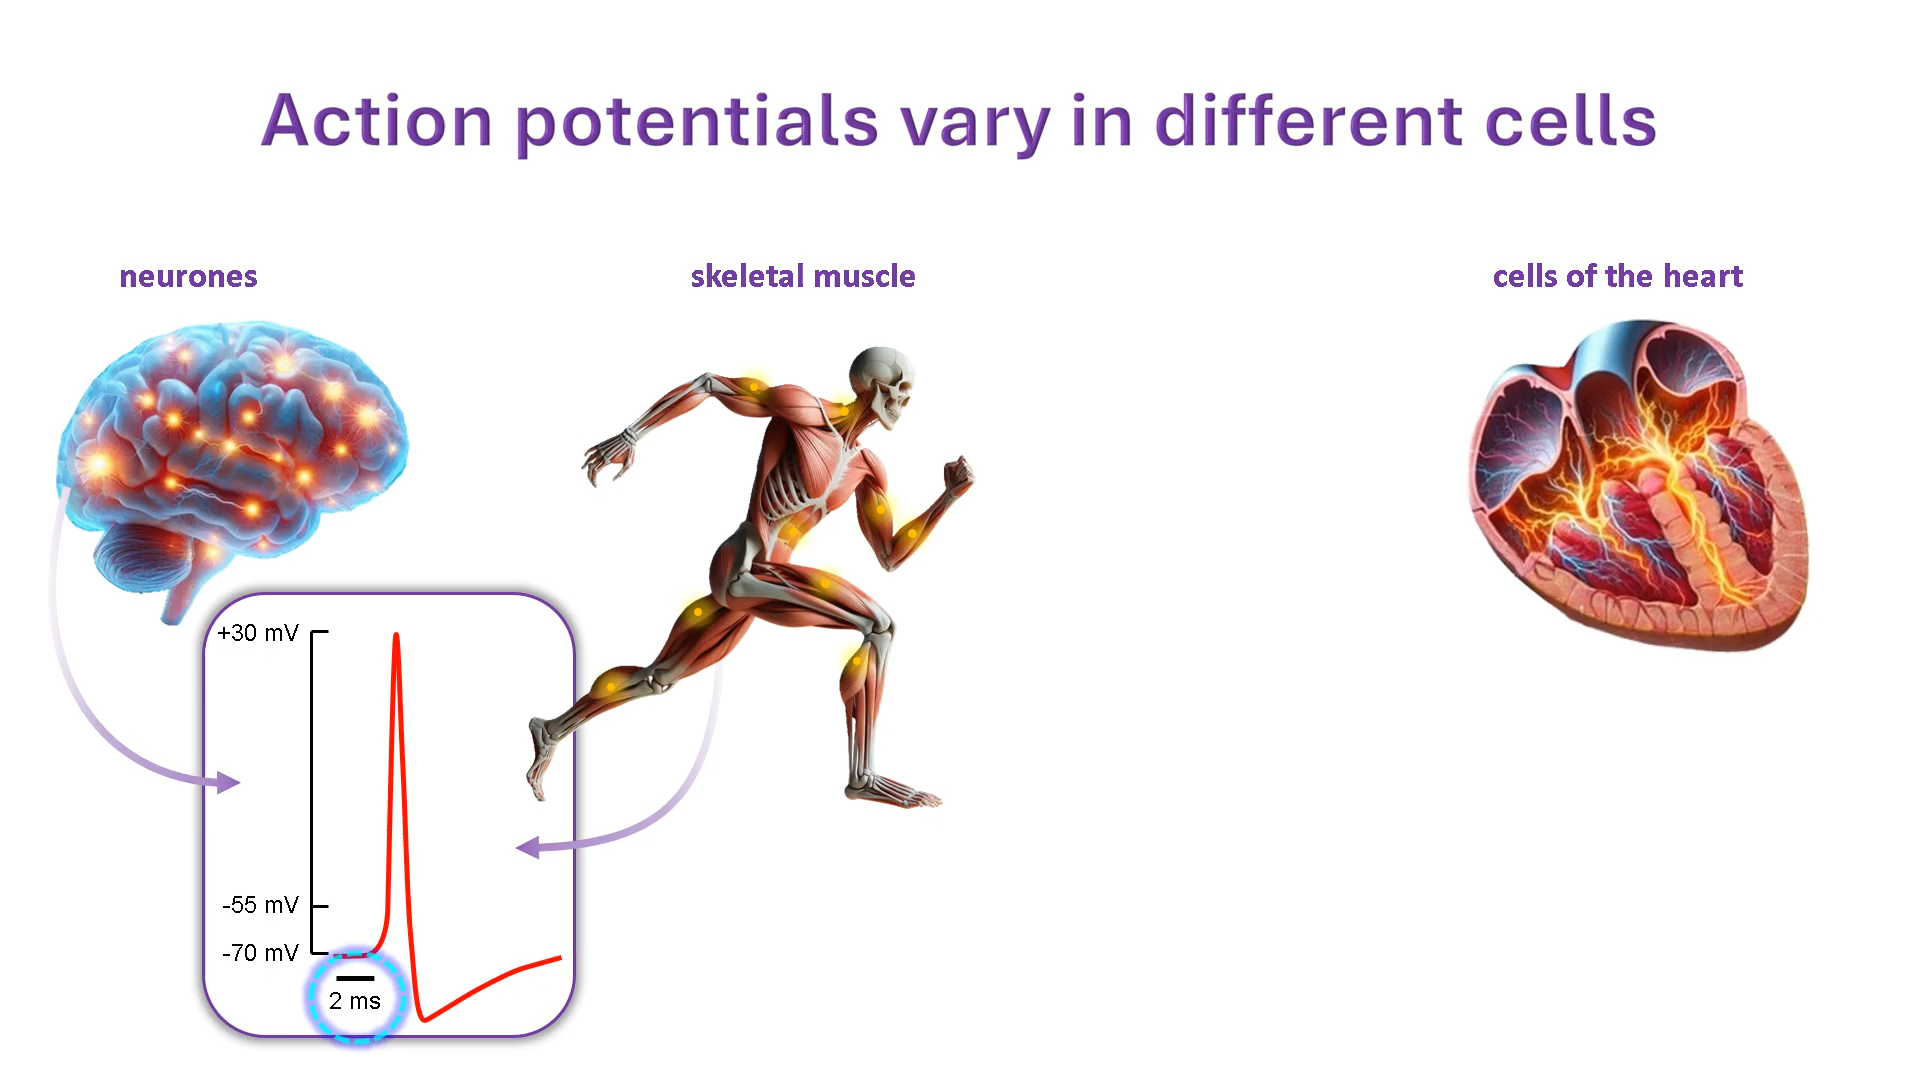 Action potentials vary in different cells
neurones
skeletal muscle
cells of the heart
+30 mV
-55 mV
-70 mV
2 ms